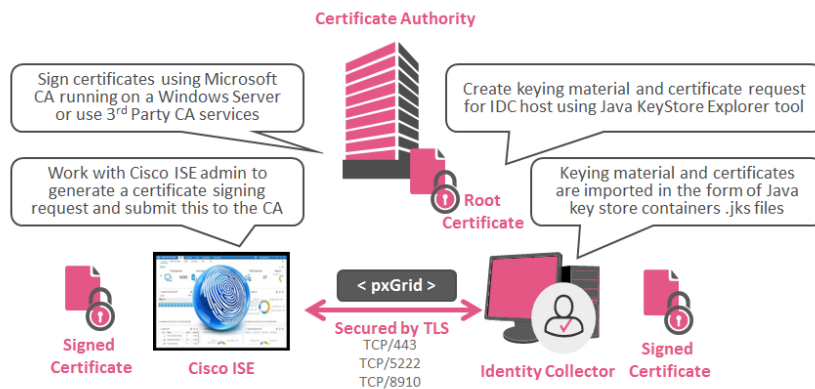 Certificate Authority
Sign certificates using Microsoft
CA running on a Windows Server
or use 3rd Party CA services
Create keying material and certificate request
for IDC host using Java KeyStore Explorer tool
Work with Cisco ISE admin to
generate a certificate signing
request and submit this to the CA
Keying material and certificates
are imported in the form of Java
key store containers .jks files
Root
Certificate
< pxGrid >
Secured by TLS
TCP/443
TCP/5222
TCP/8910
Signed
Certificate
Cisco ISE
Identity Collector
Signed
Certificate